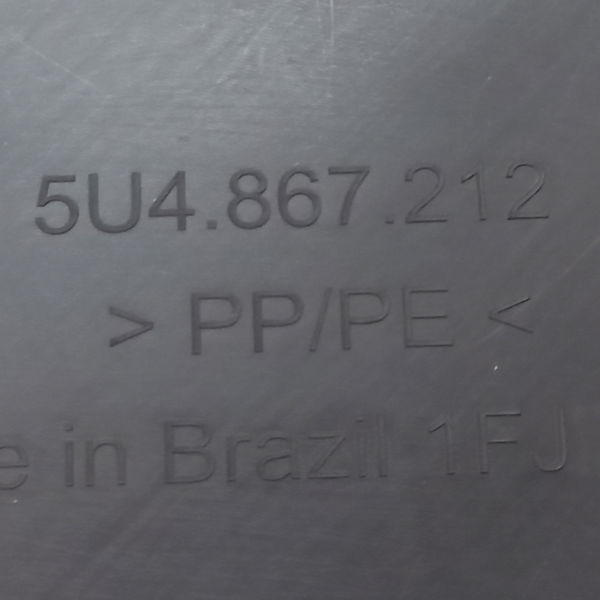 5U4.867.212
> PP/PE <
e in Brazil 1FJ